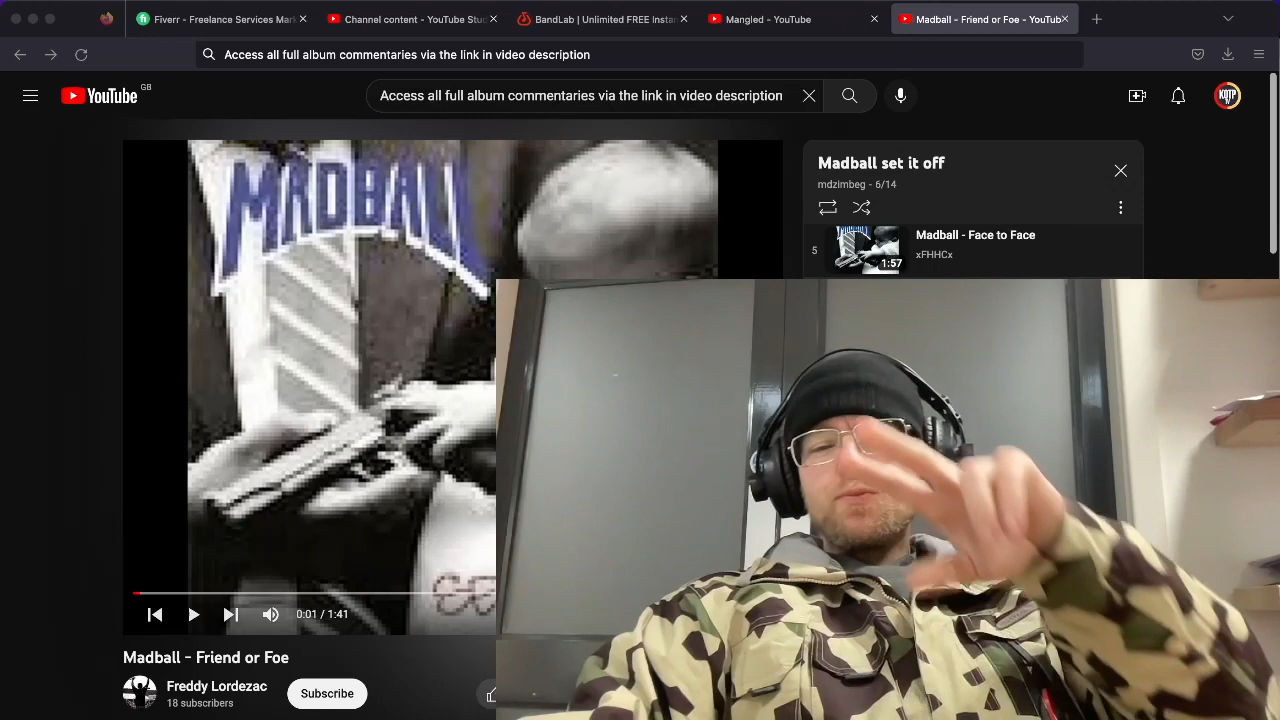 Fiverr - Freelance Services Mark
Channel content - YouTube Stud
BandLab | Unlimited FREE Instar
Mangled - YouTube
Madball - Friend or Foe - YouTub
Access all full album commentaries via the link in video description
YouTube
GB
Access all full album commentaries via the link in video description
MADBALL
Madball set it off
mdzimbeg - 6/14
5
Madball - Face to Face
xFHHCx
1:57
0:01 / 1:41
Madball - Friend or Foe
Freddy Lordezac
18 subscribers
Subscribe